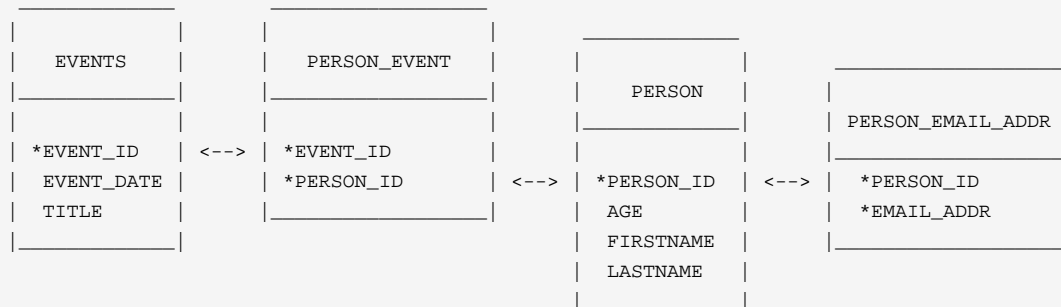 EVENTS
*EVENT_ID
EVENT_DATE
TITLE
<-->
PERSON_EVENT
*EVENT_ID
*PERSON_ID
<-->
PERSON
*PERSON_ID
AGE
FIRSTNAME
LASTNAME
<-->
PERSON_EMAIL_ADDR
*PERSON_ID
*EMAIL_ADDR